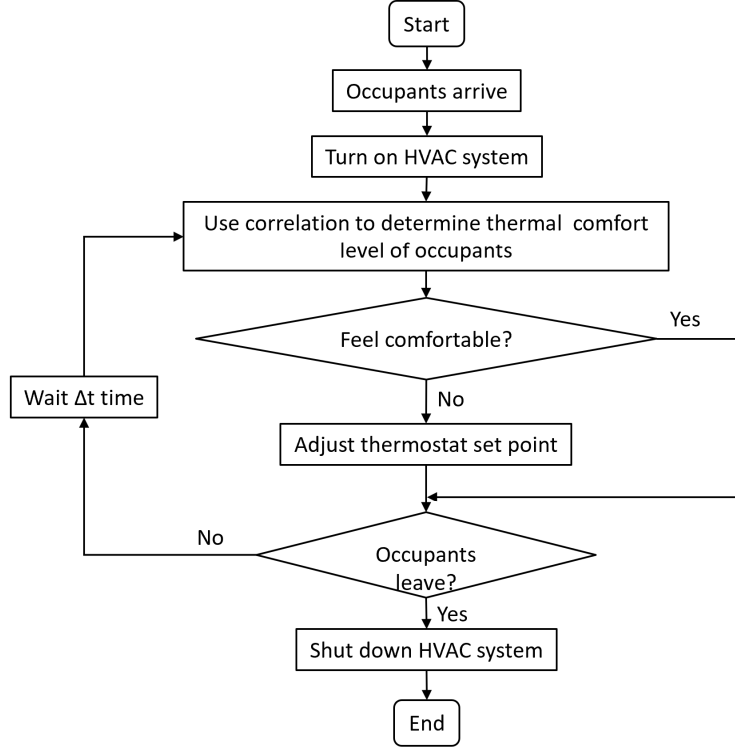 Start
Occupants arrive
Turn on HVAC system
Use correlation to determine thermal comfort
level of occupants
Feel comfortable?
Yes
Wait Δt time
No
Adjust thermostat set point
No
Occupants
leave?
Yes
Shut down HVAC system
End